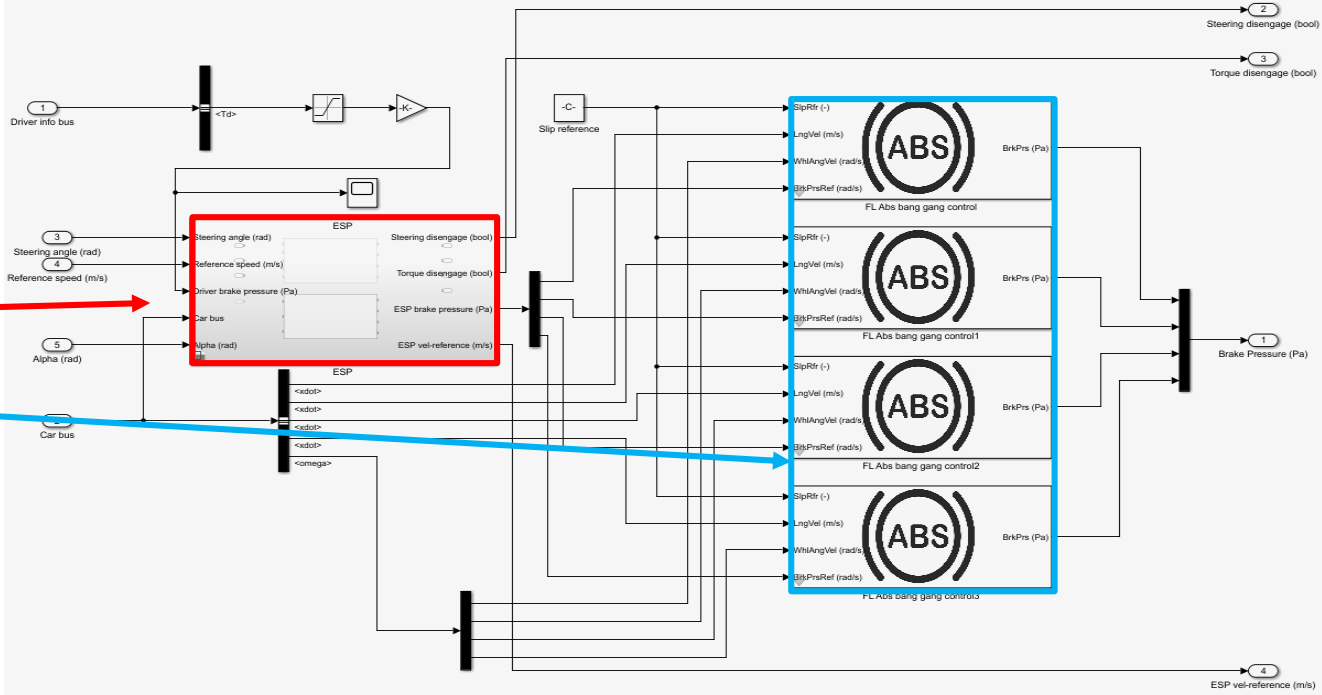 2
Steering disengage (bool)
3
Torque disengage (bool)
1
Driver info bus
<Td>
-K-
-C-
Slip reference
SlpRfr (-)
LngVel (m/s)
WhlAngVel (rad/s)
BrkPrsRef (rad/s)
ABS
BrkPrs (Pa)
FL Abs bang gang control
ESP
3
Steering angle (rad)
4
Reference speed (m/s)
Steering angle (rad)
Reference speed (m/s)
Driver brake pressure (Pa)
Car bus
Alpha (rad)
Steering disengage (bool)
Torque disengage (bool)
ESP brake pressure (Pa)
ESP vel-reference (m/s)
ESP
5
Alpha (rad)
Car bus
<xdot>
<xdot>
<xdot>
<xdot>
<omega>
SlpRfr (-)
LngVel (m/s)
WhlAngVel (rad/s)
BrkPrsRef (rad/s)
ABS
BrkPrs (Pa)
FL Abs bang gang control1
SlpRfr (-)
LngVel (m/s)
WhlAngVel (rad/s)
BrkPrsRef (rad/s)
ABS
BrkPrs (Pa)
FL Abs bang gang control2
SlpRfr (-)
LngVel (m/s)
WhlAngVel (rad/s)
BrkPrsRef (rad/s)
ABS
BrkPrs (Pa)
FL Abs bang gang control3
1
Brake Pressure (Pa)
4
ESP vel-reference (m/s)